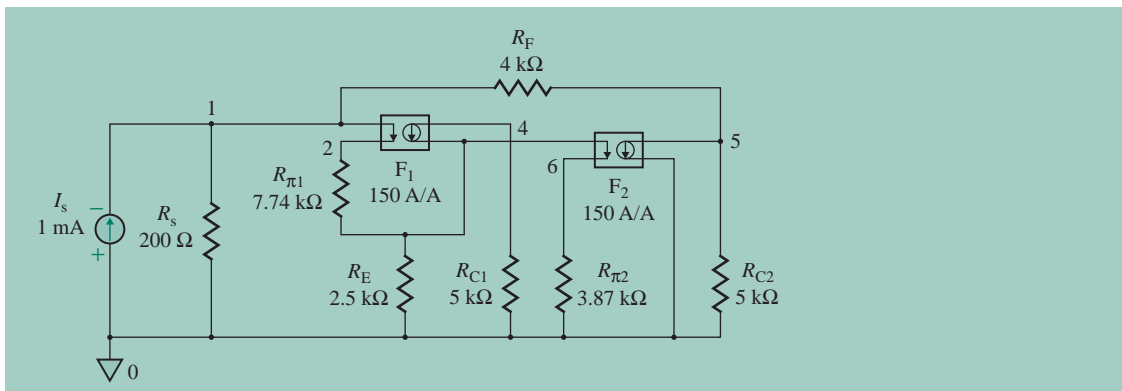 R_F
4 kΩ
1
4
5
2
6
F_1
150 A/A
F_2
150 A/A
R_π1
7.74 kΩ
I_s
1 mA
−
+
R_s
200 Ω
R_E
2.5 kΩ
R_C1
5 kΩ
R_π2
3.87 kΩ
R_C2
5 kΩ
0